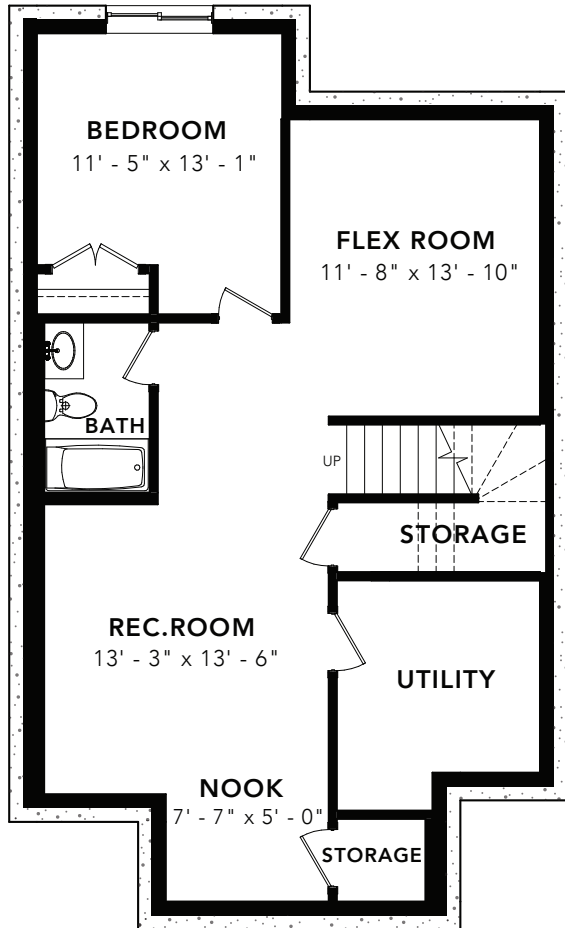 BEDROOM
11' - 5" x 13' - 1"
FLEX ROOM
11' - 8" x 13' - 10"
BATH
UP
STORAGE
REC.ROOM
13' - 3" x 13' - 6"
UTILITY
NOOK
7' - 7" x 5' - 0"
STORAGE